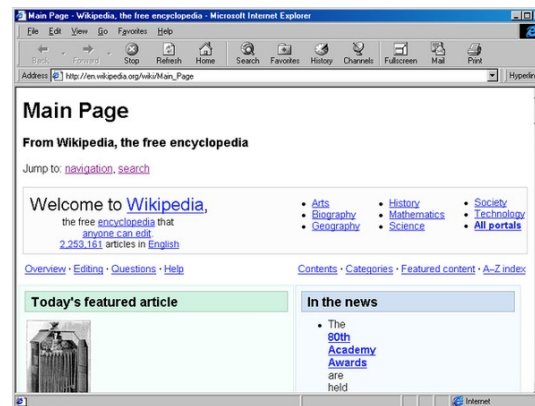 Main Page - Wikipedia, the free encyclopedia - Microsoft Internet Explorer
File Edit View Go Favorites Help
Back Forward Stop Refresh Home Search Favorites History Channels Fullscreen Mail Print
Address http://en.wikipedia.org/wiki/Main_Page Hyperlin
Main Page
From Wikipedia, the free encyclopedia
Jump to: navigation, search
Welcome to Wikipedia,
the free encyclopedia that
anyone can edit.
2,253,161 articles in English
Arts
Biography
Geography
History
Mathematics
Science
Society
Technology
All portals
Overview · Editing · Questions · Help
Contents · Categories · Featured content · A–Z index
Today's featured article
In the news
The
80th
Academy
Awards
are
held
Internet